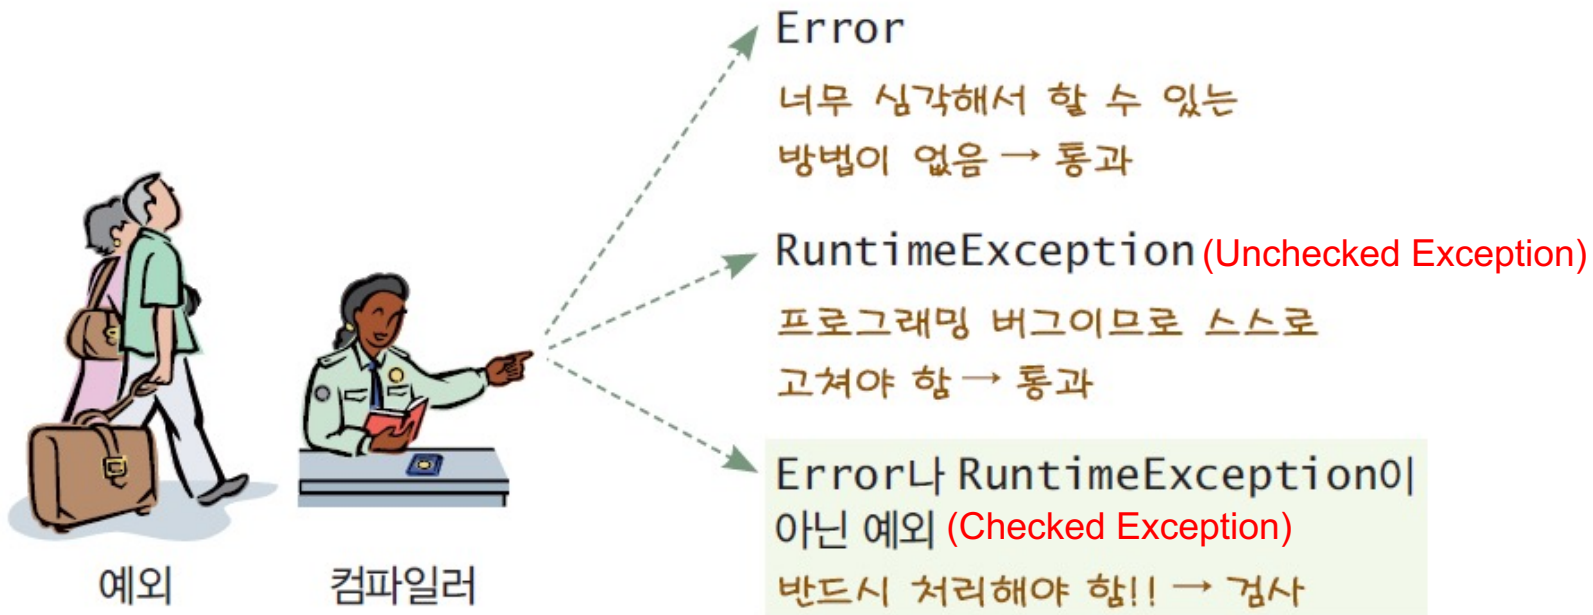 Error
너무 심각해서 할 수 있는
방법이 없음 → 통과
RuntimeException (Unchecked Exception)
프로그래밍 버그이므로 스스로
고쳐야 함 → 통과
Error나 RuntimeException이
아닌 예외 (Checked Exception)
반드시 처리해야 함!! → 검사
예외
컴파일러